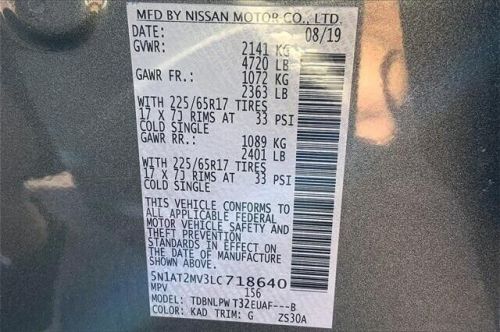 MFD BY NISSAN MOTOR CO., LTD.
DATE: 08/19
GVWR: 2141 KG
4720 LB
GAWR FR.: 1072 KG
2363 LB
WITH 225/65R17 TIRES
17 X 7J RIMS AT 33 PSI
COLD SINGLE
GAWR RR.: 1089 KG
2401 LB
WITH 225/65R17 TIRES
17 X 7J RIMS AT 33 PSI
COLD SINGLE
THIS VEHICLE CONFORMS TO
ALL APPLICABLE FEDERAL
MOTOR VEHICLE SAFETY
STANDARDS IN EFFECT ON
THE DATE OF MANUFACTURE
SHOWN ABOVE.
5N1AT2MV3LC718640
MPV 156
MODEL: TDBNLPW T32EUAF---B
COLOR: KAD TRIM: G ZS30A